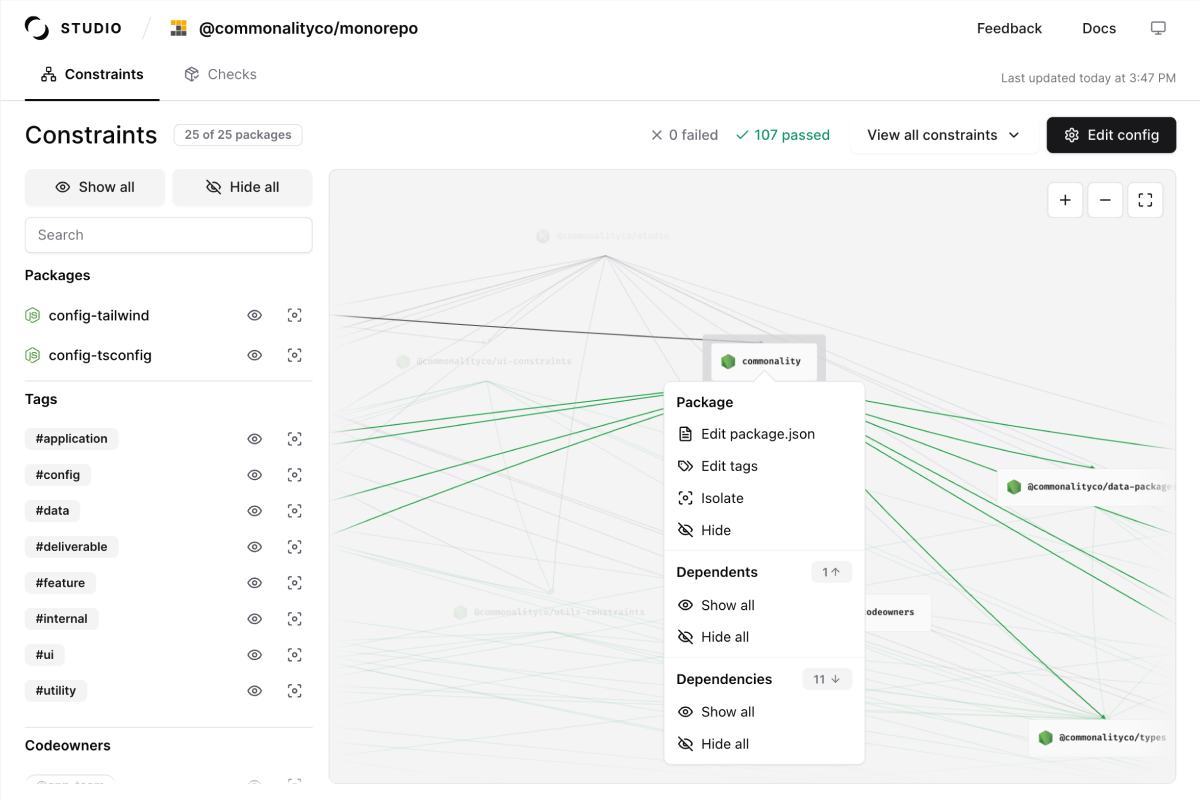 STUDIO
@commonalityco/monorepo
Feedback
Docs
Constraints
Checks
Last updated today at 3:47 PM
Constraints
25 of 25 packages
0 failed
107 passed
View all constraints
Edit config
Show all
Hide all
Search
Packages
config-tailwind
config-tsconfig
Tags
#application
#config
#data
#deliverable
#feature
#internal
#ui
#utility
Codeowners
@commonalityco/studio
@commonalityco/ui-constraints
commonality
Package
Edit package.json
Edit tags
Isolate
Hide
Dependents
1
Show all
Hide all
Dependencies
11
Show all
Hide all
@commonalityco/data-package
@commonalityco/utils-constraints
codeowners
@commonalityco/types